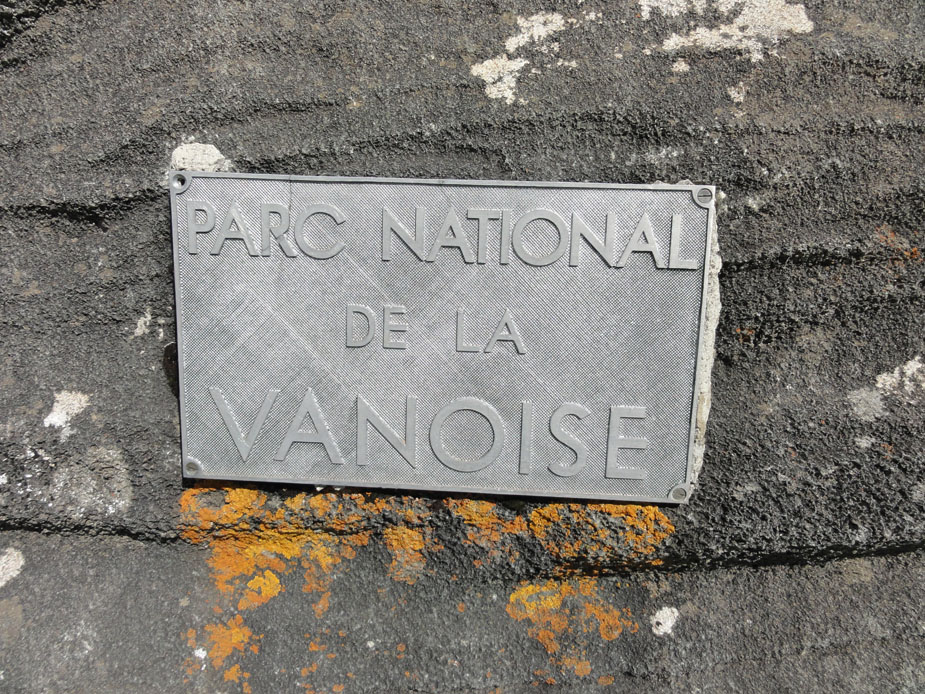 PARC NATIONAL
DE LA
VANOISE